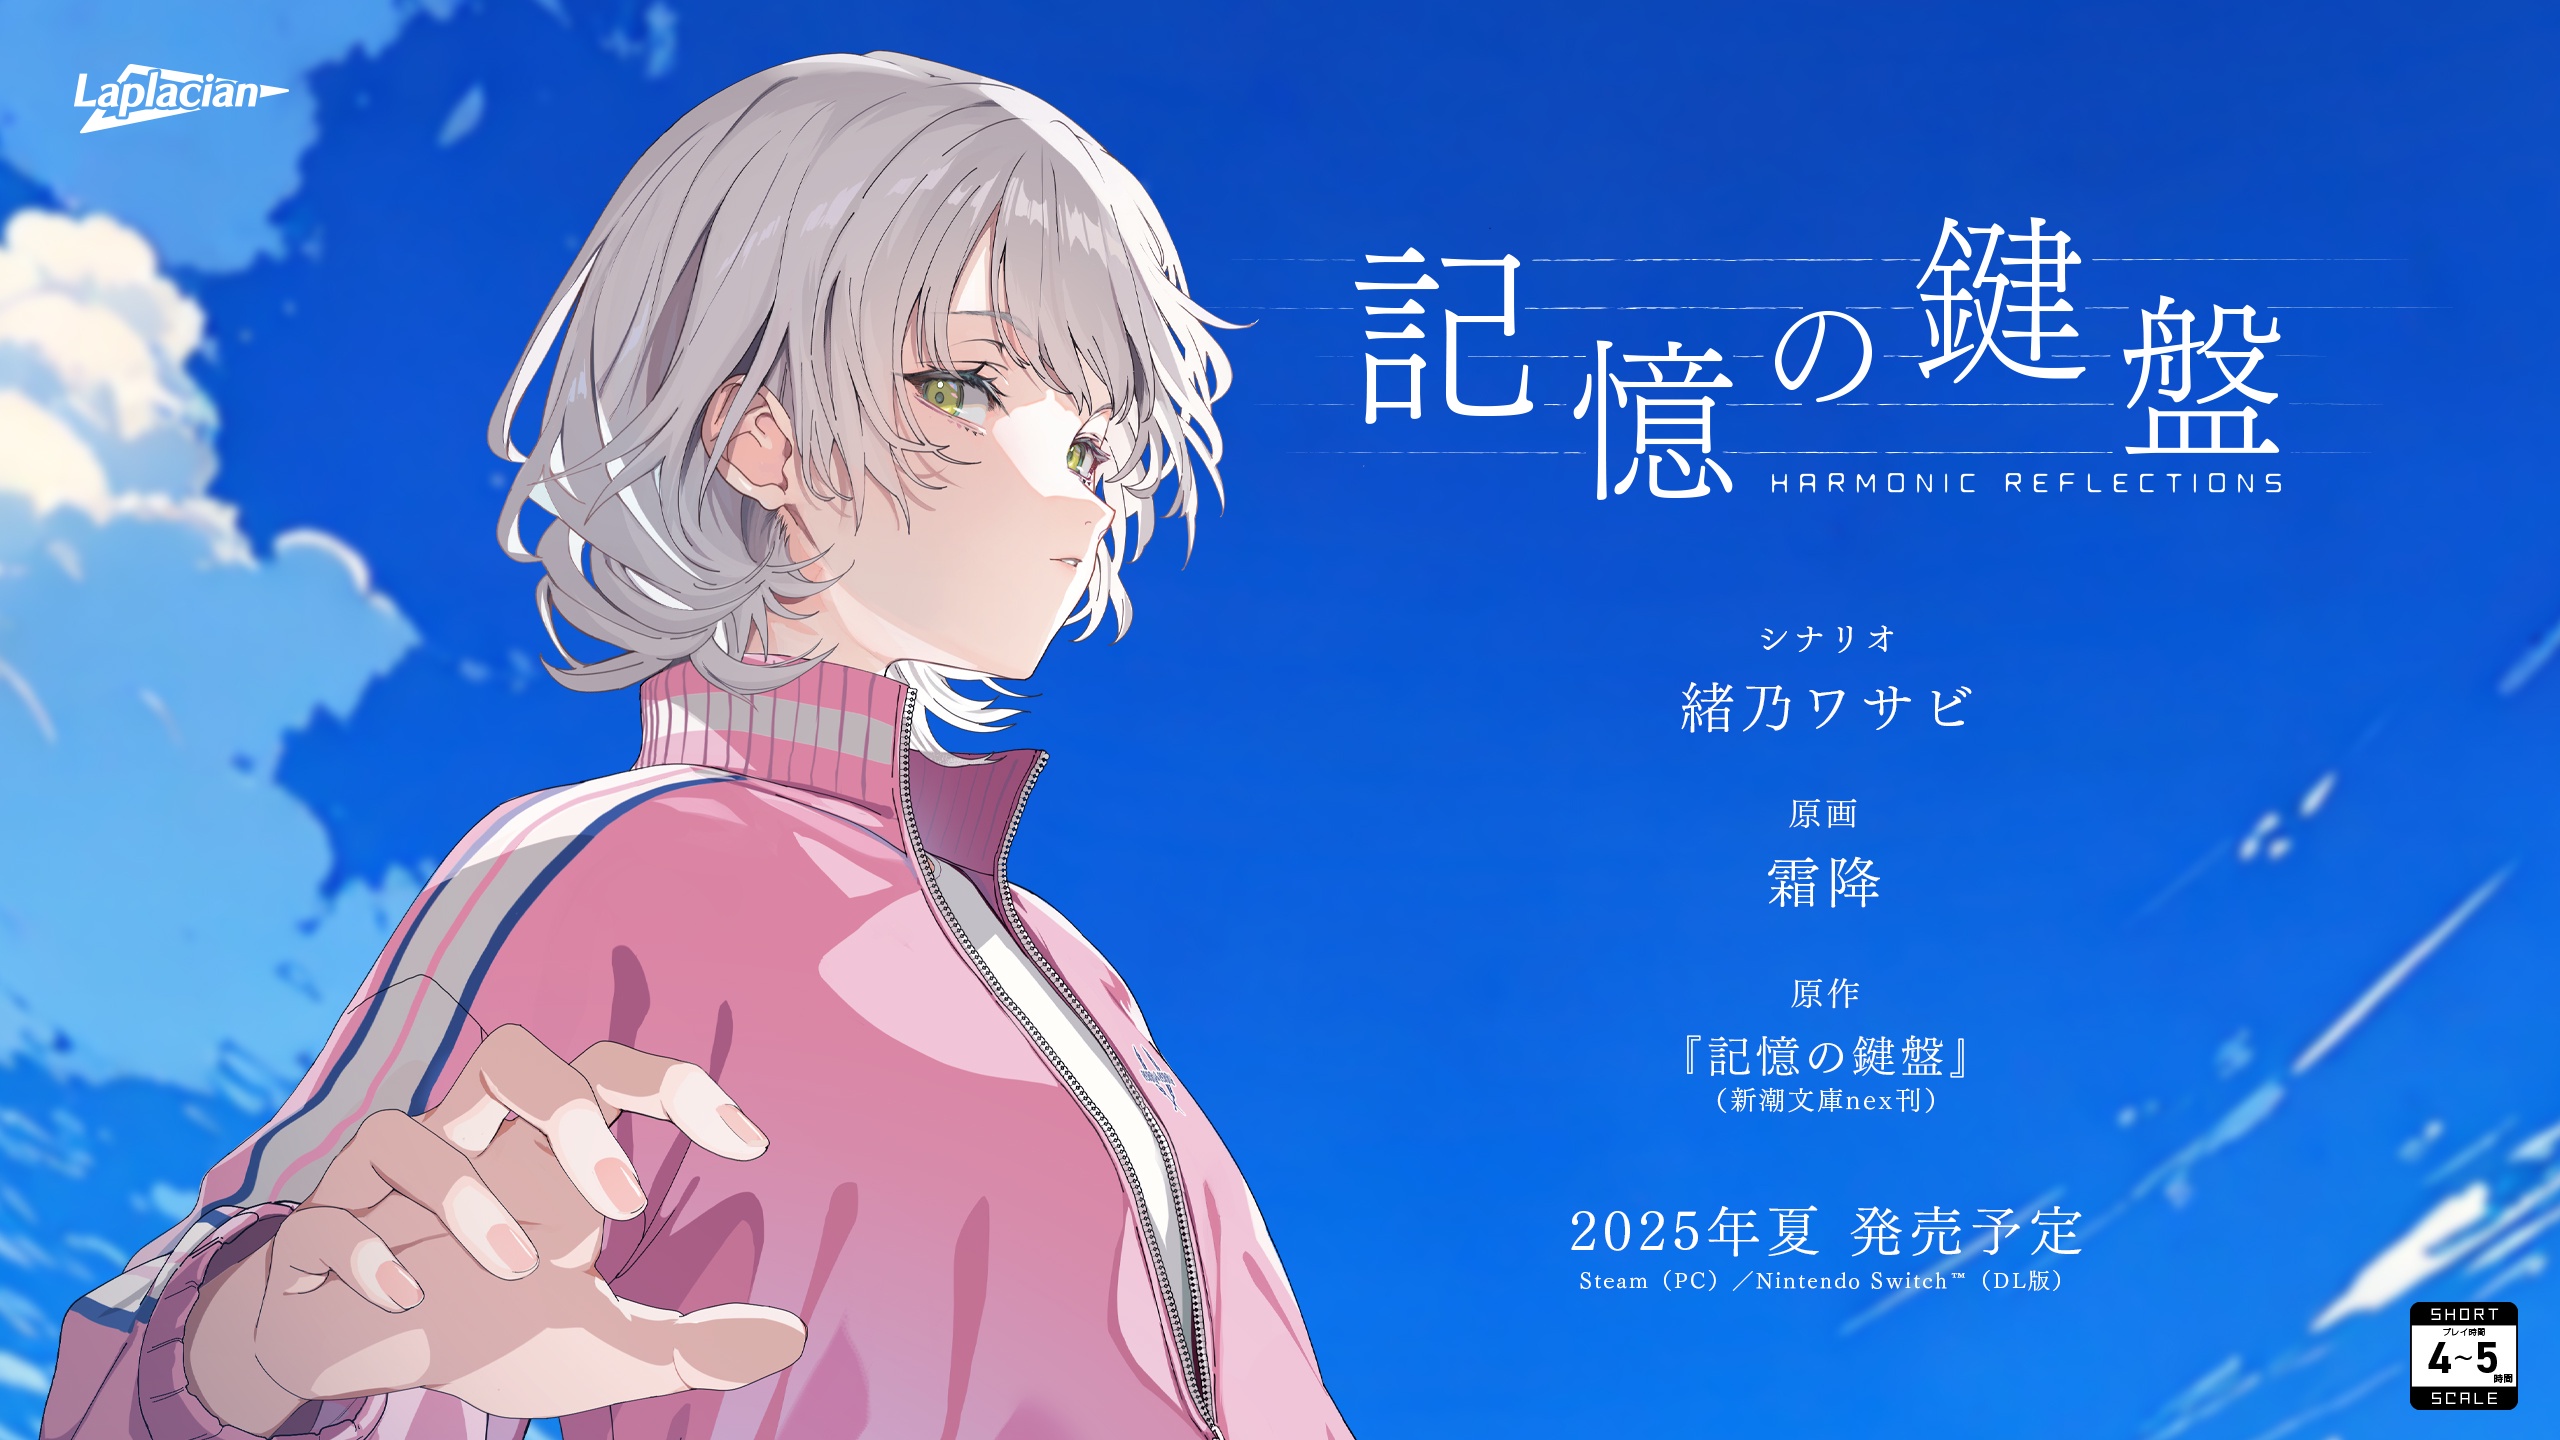 Laplacian
記憶の鍵盤
HARMONIC REFLECTIONS
シナリオ
緒乃ワサビ
原画
霜降
原作
『記憶の鍵盤』
（新潮文庫nex刊）
2025年夏 発売予定
Steam（PC）／Nintendo Switch™（DL版）
SHORT
プレイ時間
4~5
時間
SCALE